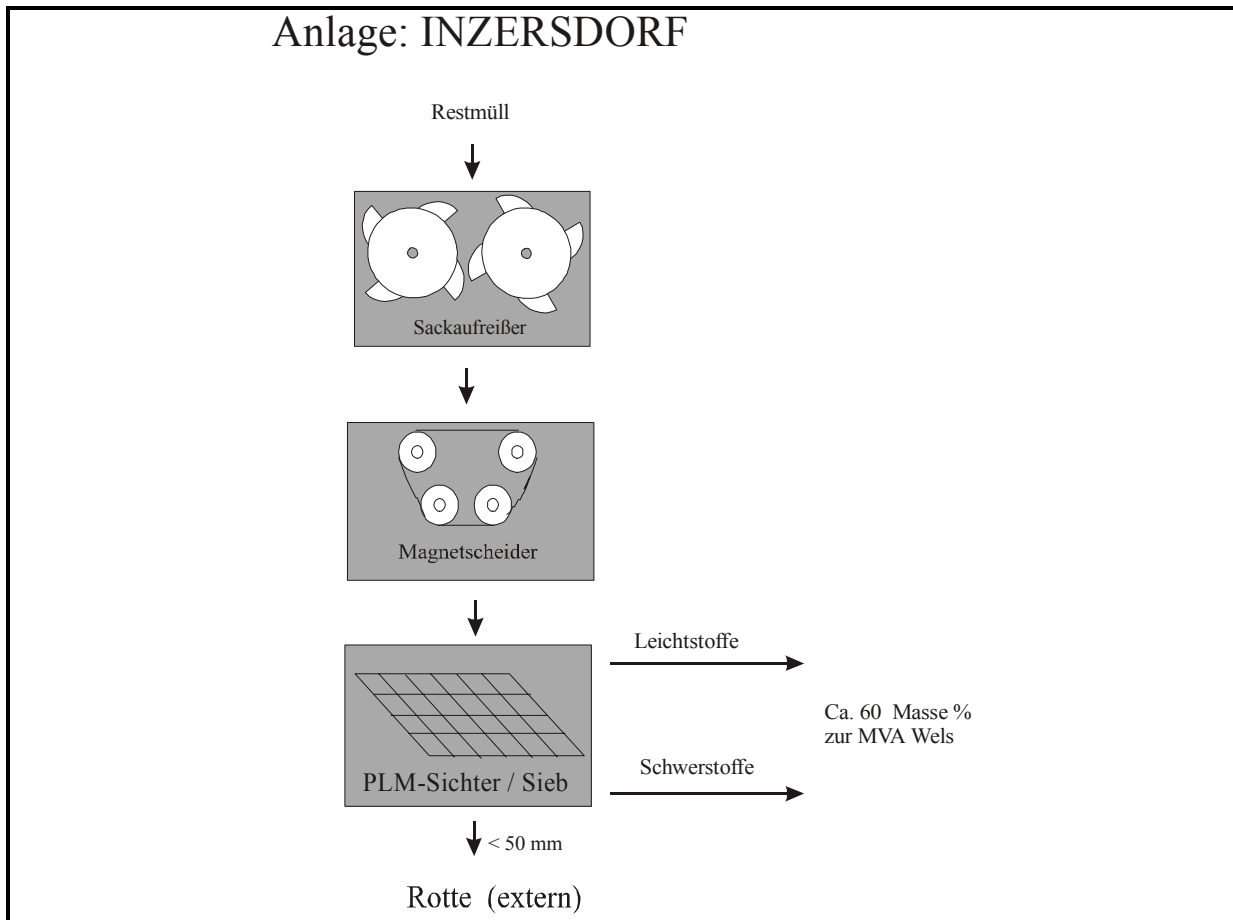 Anlage: INZERSDORF
Restmüll
Sackaufreißer
Magnetscheider
Leichtstoffe
Ca. 60 Masse %
zur MVA Wels
Schwerstoffe
PLM-Sichter / Sieb
< 50 mm
Rotte (extern)